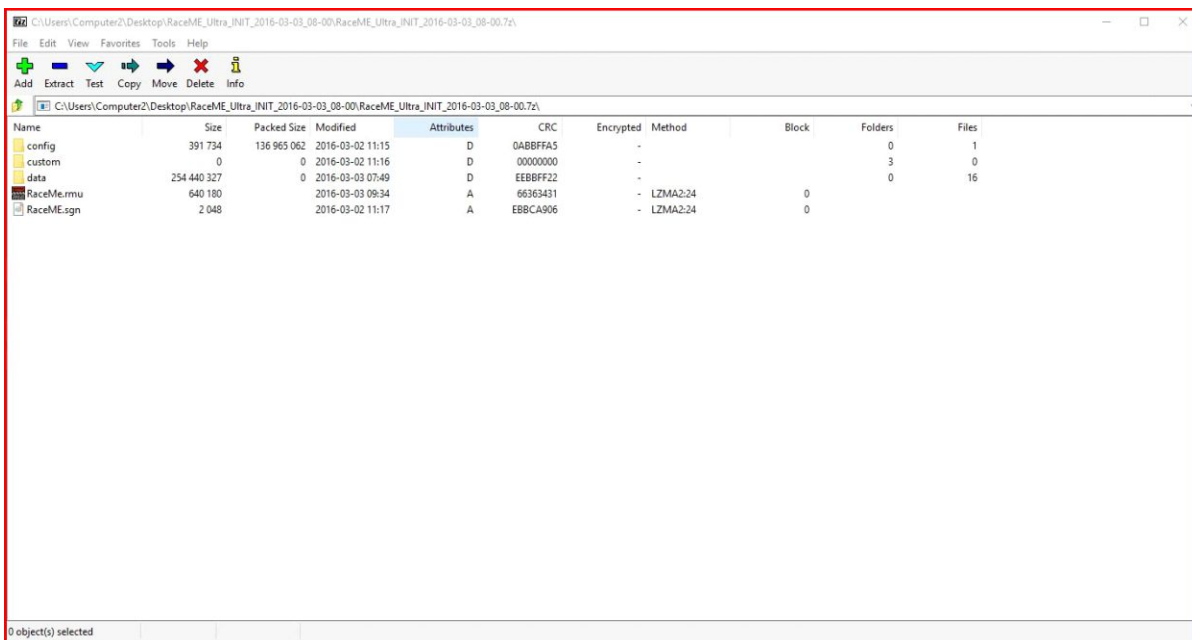 C:\Users\Computer2\Desktop\RaceME_Ultra_INIT_2016-03-03_08-00\RaceME_Ultra_INIT_2016-03-03_08-00.7z\
File Edit View Favorites Tools Help
Add Extract Test Copy Move Delete Info
C:\Users\Computer2\Desktop\RaceME_Ultra_INIT_2016-03-03_08-00\RaceME_Ultra_INIT_2016-03-03_08-00.7z\
Name Size Packed Size Modified Attributes CRC Encrypted Method Block Folders Files
config 391 734 136 965 062 2016-03-02 11:15 D 0ABBFFA5 - 0 1
custom 0 0 2016-03-02 11:16 D 00000000 - 3 0
data 254 440 327 0 2016-03-03 07:49 D EEBBFF22 - 0 16
RaceMe.rmu 640 180 2016-03-03 09:34 A 66363431 - LZMA2:24 0
RaceME.sgn 2 048 2016-03-02 11:17 A EBBCA906 - LZMA2:24 0
0 object(s) selected